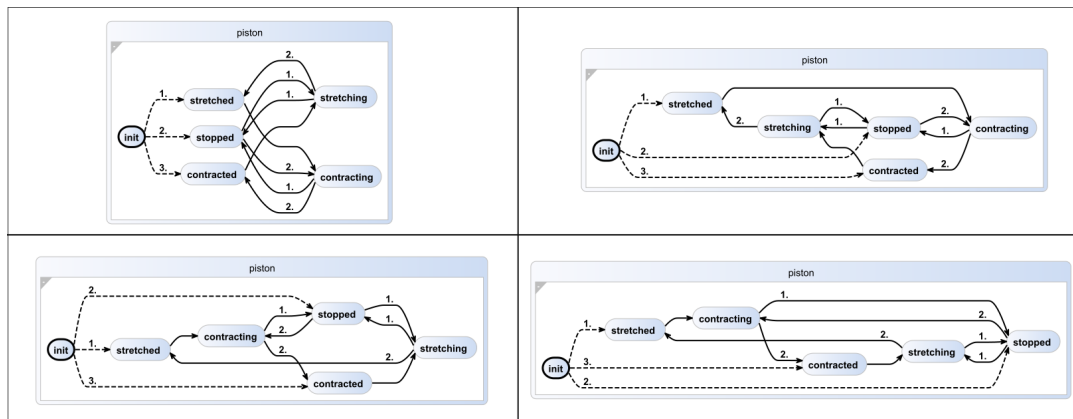 piston
1. stretched
2. 1. 1. stretching
init
2. stopped
3. contracted
2. 1. 2. contracting
piston
1. stretched
stretching 1. 1. stopped 2. 1. contracting
2.
init
2.
3. contracted 2.
piston
2.
1. stopped 1.
contracting 2. 1.
init 1. stretched 2. 2. stretching
3. contracted
piston
1.
contracting 2.
1. stretched
2. stretching 1. stopped
init 3. 2. contracted 1.
2.